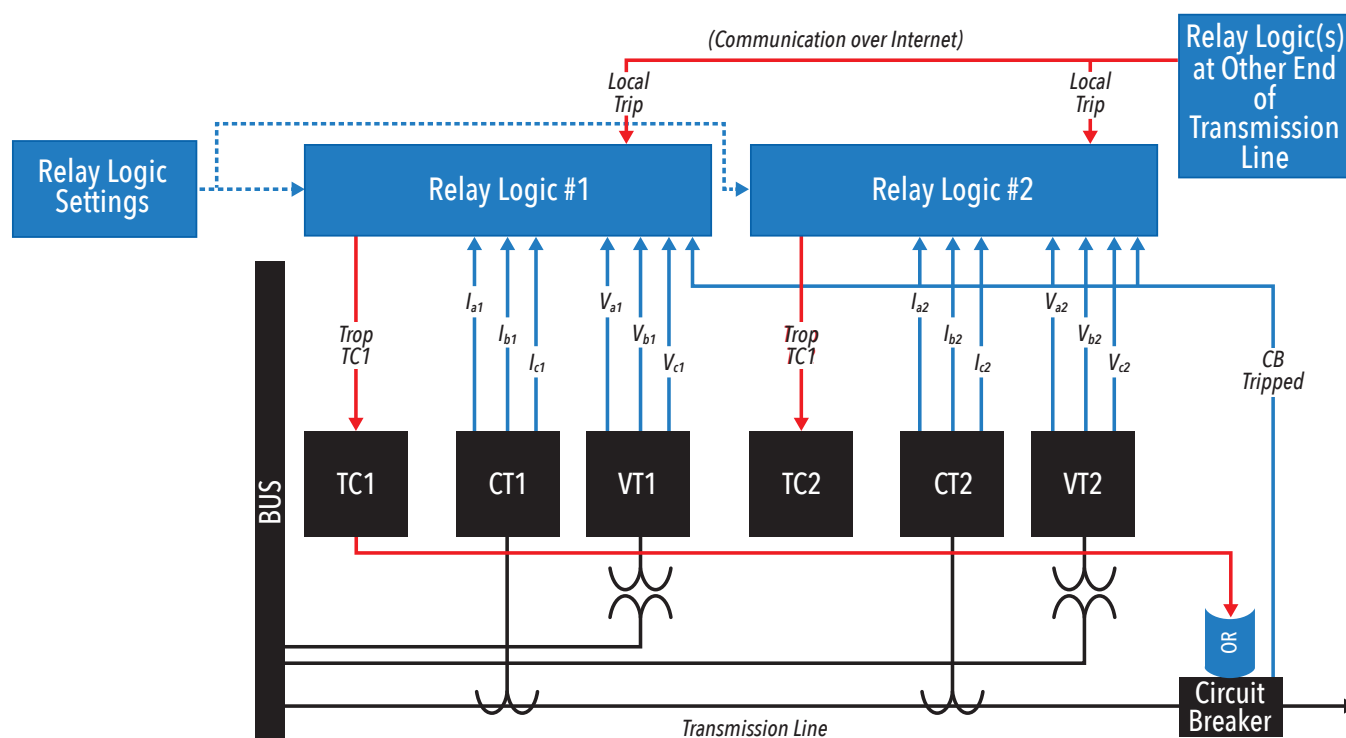 (Communication over Internet)
Relay Logic(s)
at Other End
of
Transmission
Line
Local
Trip
Local
Trip
Relay Logic
Settings
Relay Logic #1
Relay Logic #2
Ia1
Ib1
Ic1
Va1
Vb1
Vc1
Ia2
Ib2
Ic2
Va2
Vb2
Vc2
Trop
TC1
Trop
TC1
CB
Tripped
BUS
TC1
CT1
VT1
TC2
CT2
VT2
OR
Circuit
Breaker
Transmission Line